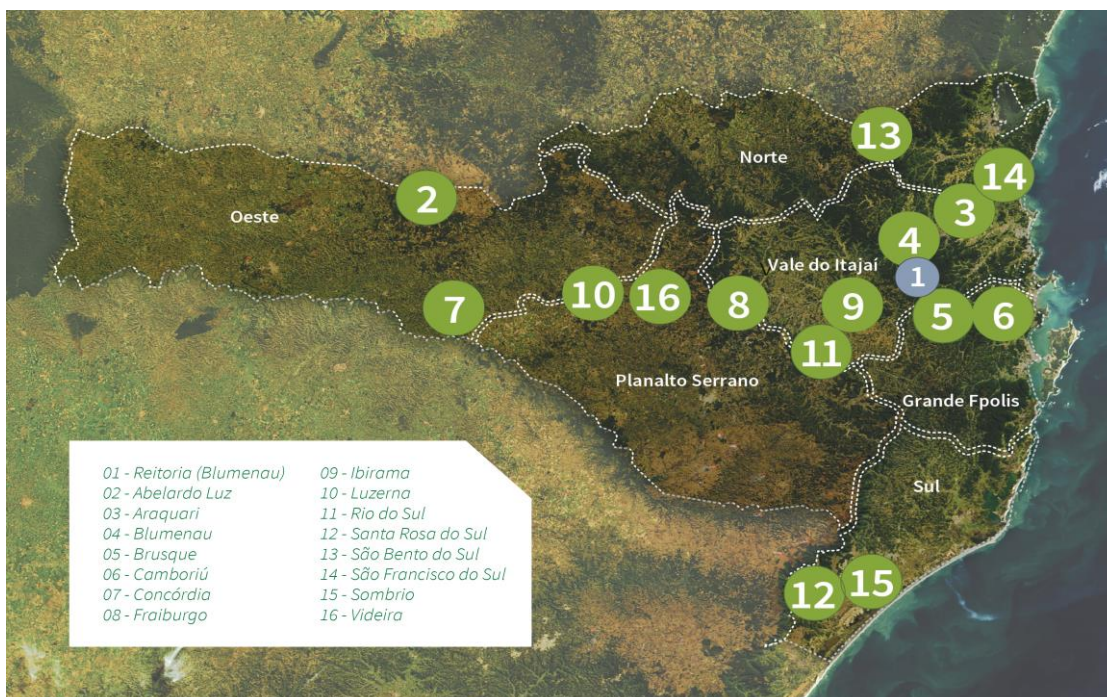 13
Norte
14
2
3
Oeste
4
Vale do Itajaí
1
7
10
16
8
9
5
6
11
Planalto Serrano
Grande Fpolis
Sul
12
15
01 - Reitoria (Blumenau)
02 - Abelardo Luz
03 - Araquari
04 - Blumenau
05 - Brusque
06 - Camboriú
07 - Concórdia
08 - Fraiburgo
09 - Ibirama
10 - Luzerna
11 - Rio do Sul
12 - Santa Rosa do Sul
13 - São Bento do Sul
14 - São Francisco do Sul
15 - Sombrio
16 - Videira